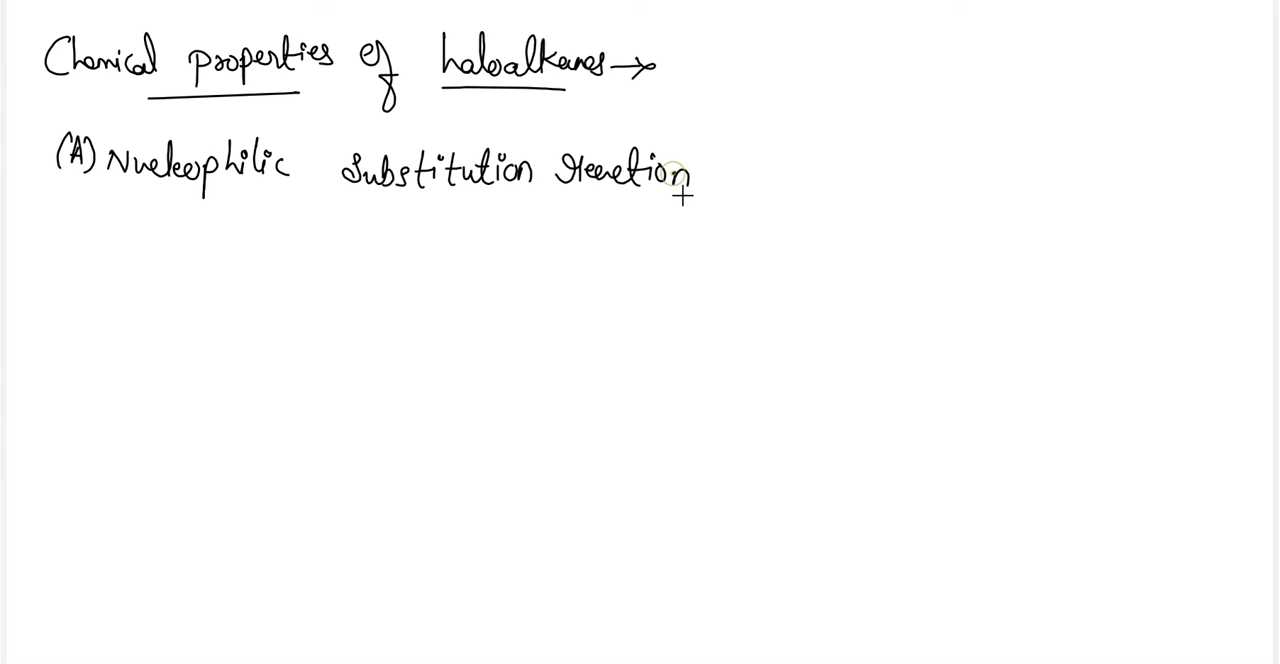 Chemical properties of haloalkanes →
(A) Nucleophilic Substitution reaction